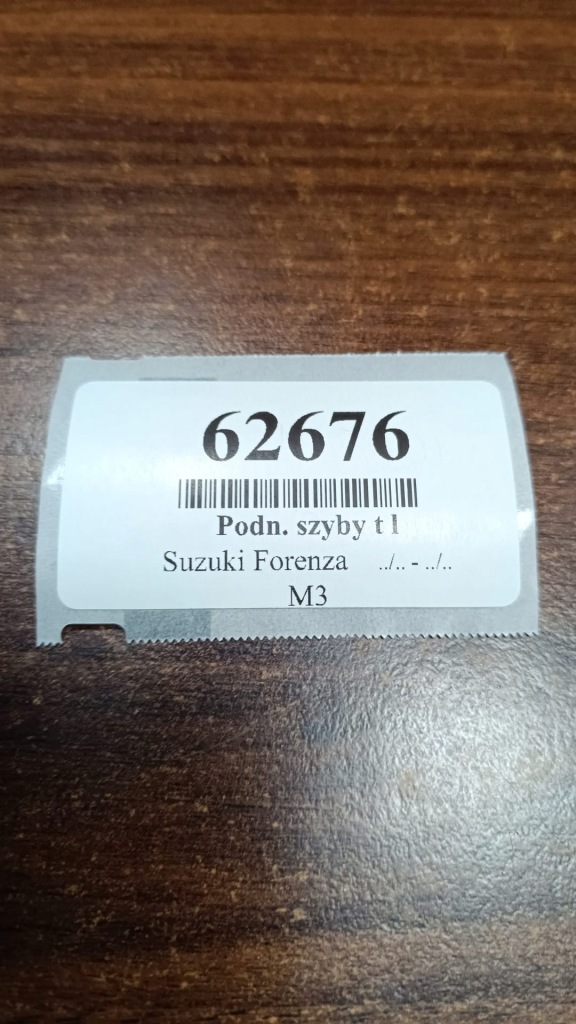 62676
Podn. szyby t l
Suzuki Forenza ../.. - ../..
M3